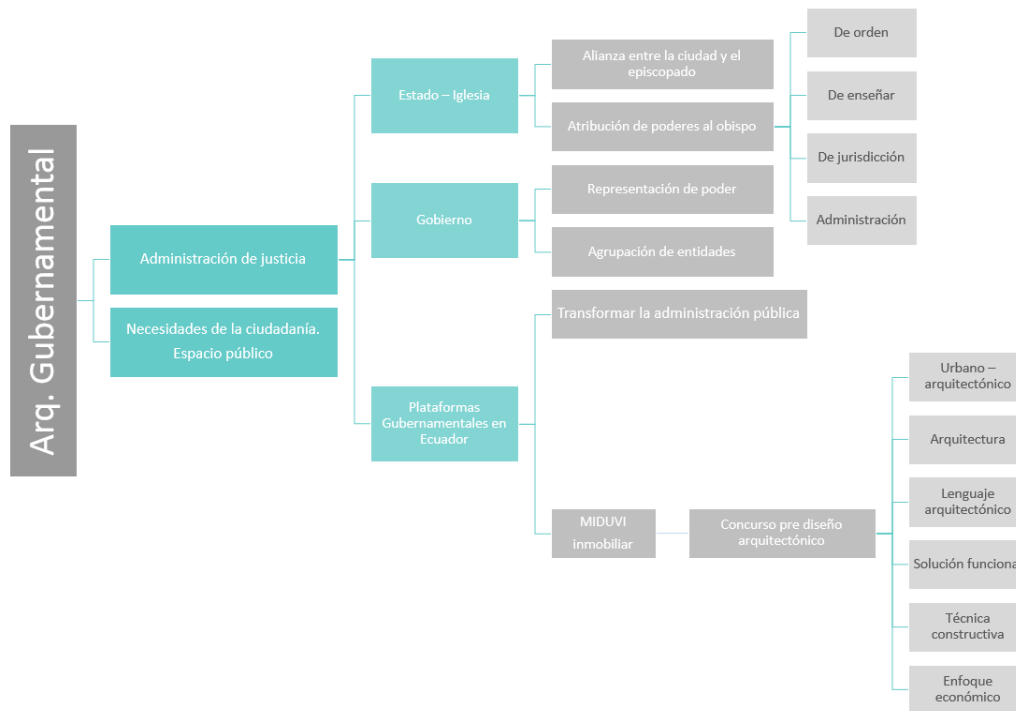 Arq. Gubernamental
Administración de justicia
Necesidades de la ciudadanía.
Espacio público
Estado – Iglesia
Alianza entre la ciudad y el
episcopado
Atribución de poderes al obispo
De orden
De enseñar
De jurisdicción
Administración
Gobierno
Representación de poder
Agrupación de entidades
Plataformas
Gubernamentales en
Ecuador
Transformar la administración pública
MIDUVI
inmobiliar
Concurso pre diseño
arquitectónico
Urbano –
arquitectónico
Arquitectura
Lenguaje
arquitectónico
Solución funciona
Técnica
constructiva
Enfoque
económico